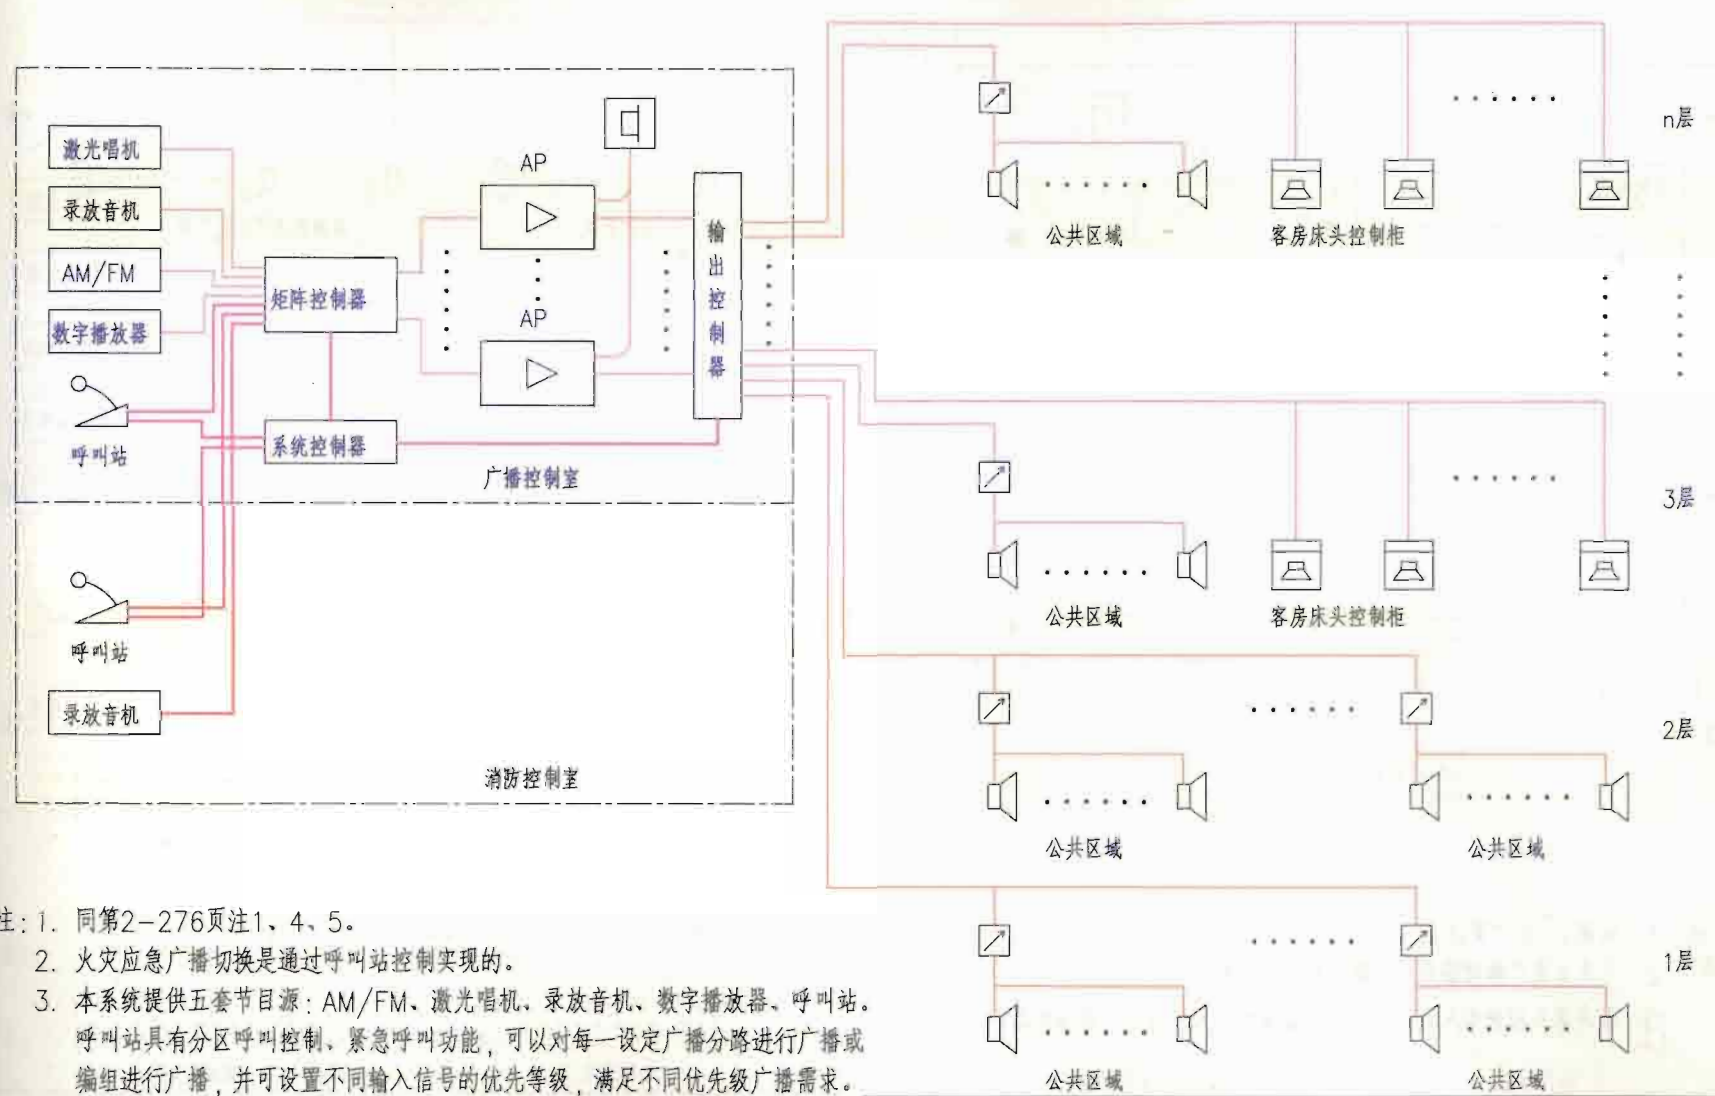 激光唱机
录放音机
AM/FM
数字播放器
呼叫站
矩阵控制器
系统控制器
AP
AP
输出控制器
广播控制室
呼叫站
录放音机
消防控制室
公共区域
客房床头控制柜
n层
公共区域
客房床头控制柜
3层
公共区域
公共区域
2层
公共区域
公共区域
1层
注：1. 同第2-276页注1、4、5。
2. 火灾应急广播切换是通过呼叫站控制实现的。
3. 本系统提供五套节目源：AM/FM、激光唱机、录放音机、数字播放器、呼叫站。
呼叫站具有分区呼叫控制、紧急呼叫功能，可以对每一设定广播分路进行广播或
编组进行广播，并可设置不同输入信号的优先等级，满足不同优先级广播需求。